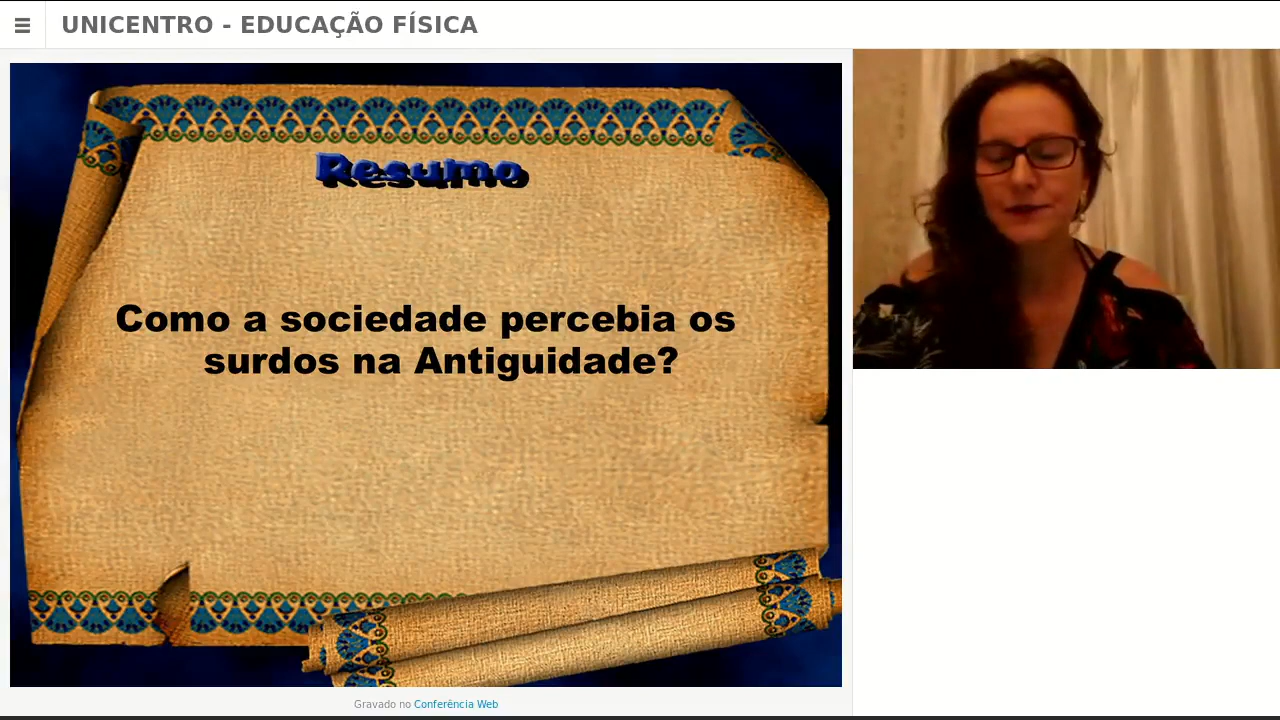 UNICENTRO - EDUCAÇÃO FÍSICA
Resumo
Como a sociedade percebia os
surdos na Antiguidade?
Gravado no Conferência Web